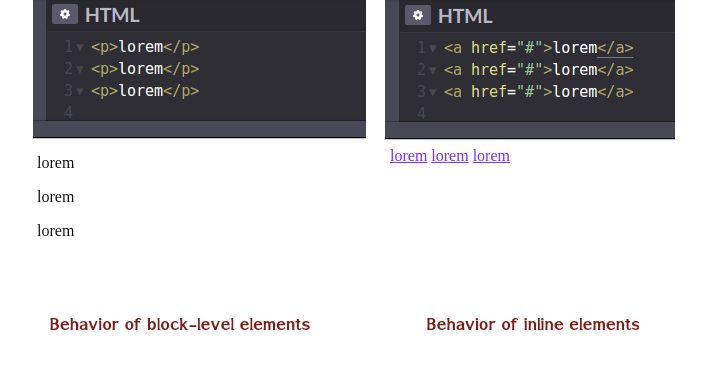 HTML
1 <p>lorem</p>
2 <p>lorem</p>
3 <p>lorem</p>
4
lorem
lorem
lorem
Behavior of block-level elements
HTML
1 <a href="#">lorem</a>
2 <a href="#">lorem</a>
3 <a href="#">lorem</a>
4
lorem lorem lorem
Behavior of inline elements